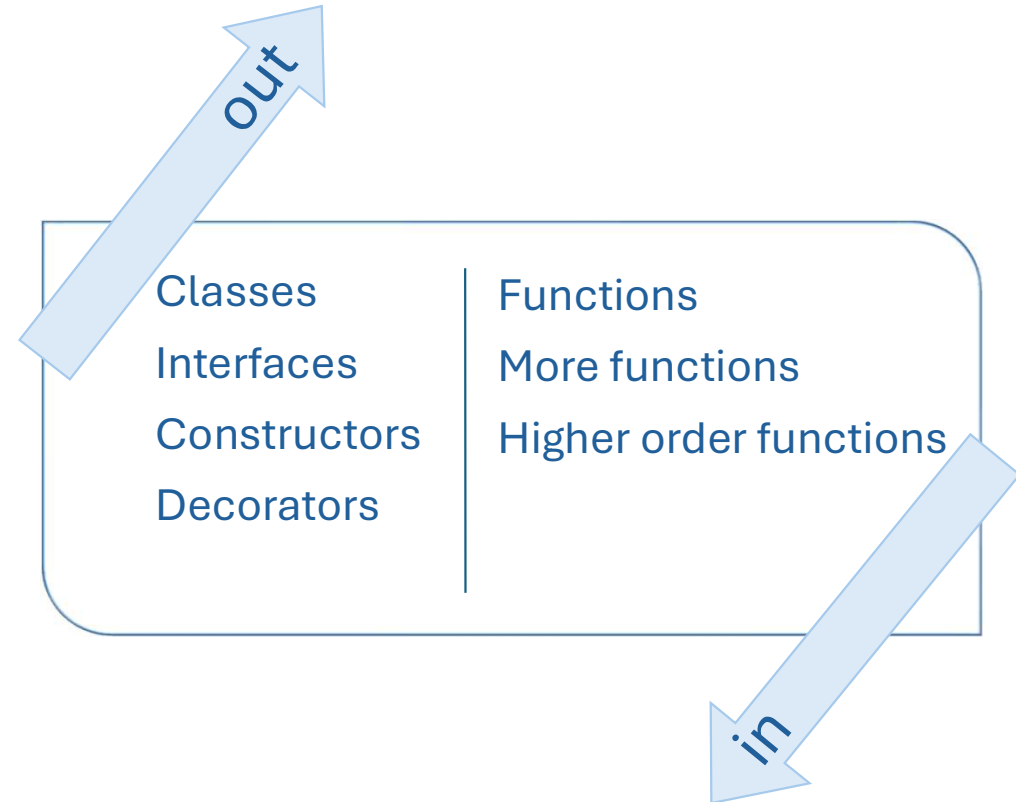 out
Classes
Interfaces
Constructors
Decorators
Functions
More functions
Higher order functions
in